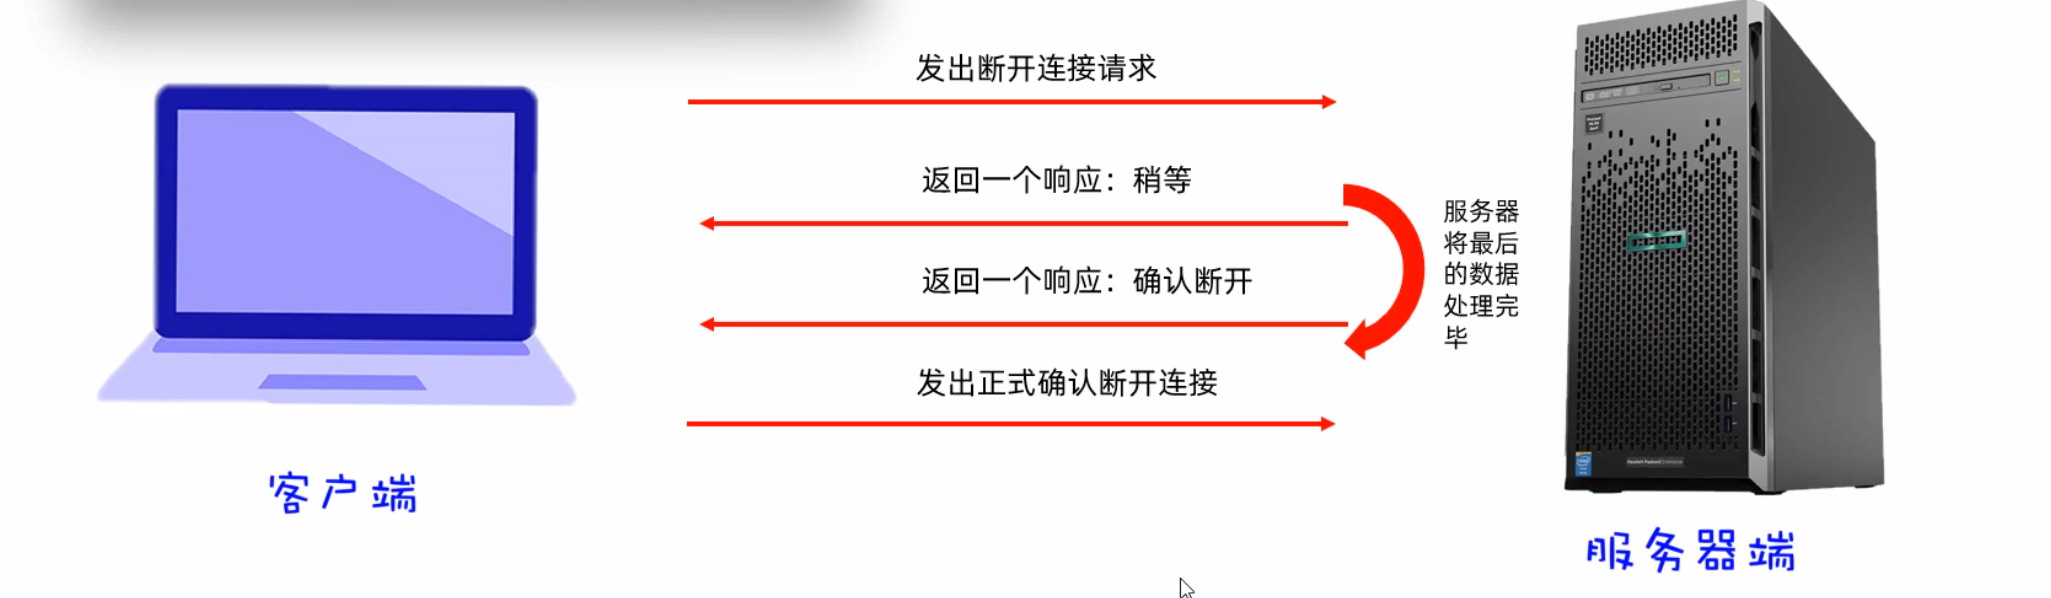 发出断开连接请求
返回一个响应：稍等
服务器
将最后
的数据
处理完
毕
返回一个响应：确认断开
发出正式确认断开连接
客户端
服务器端